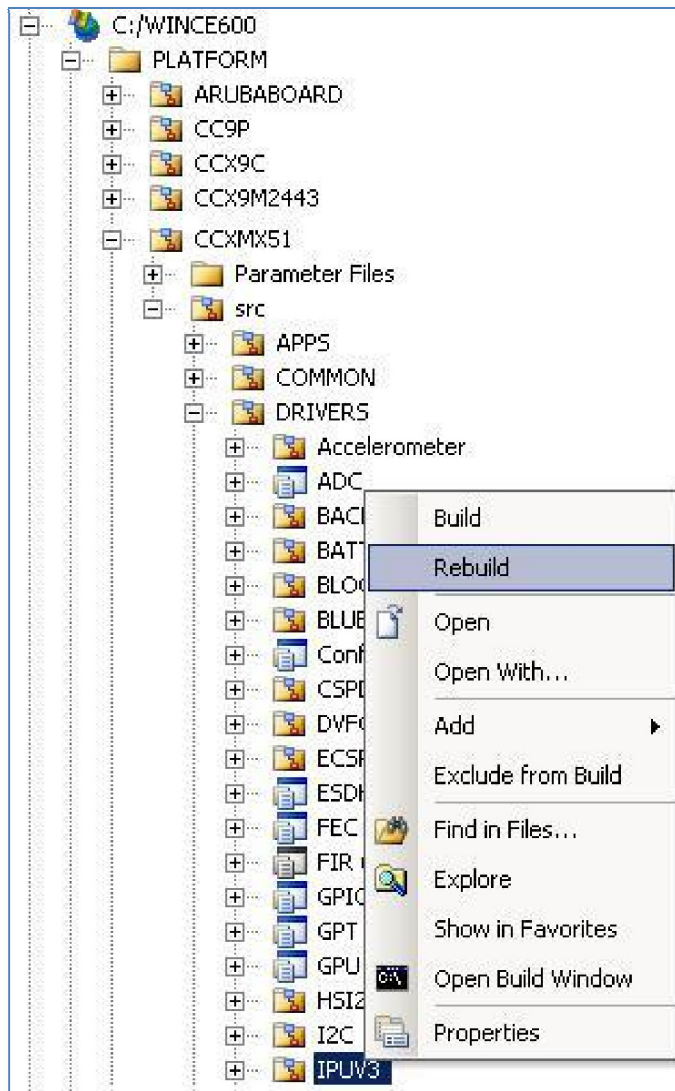 C:/WINCE600
PLATFORM
ARUBABOARD
CC9P
CCX9C
CCX9M2443
CCXMX51
Parameter Files
src
APPS
COMMON
DRIVERS
Accelerometer
ADC
Build
Rebuild
Open
Open With...
Add
Exclude from Build
FEC
Find in Files...
FIR
Explore
GPT
Show in Favorites
GPU
Open Build Window
I2C
Properties
IPUV3